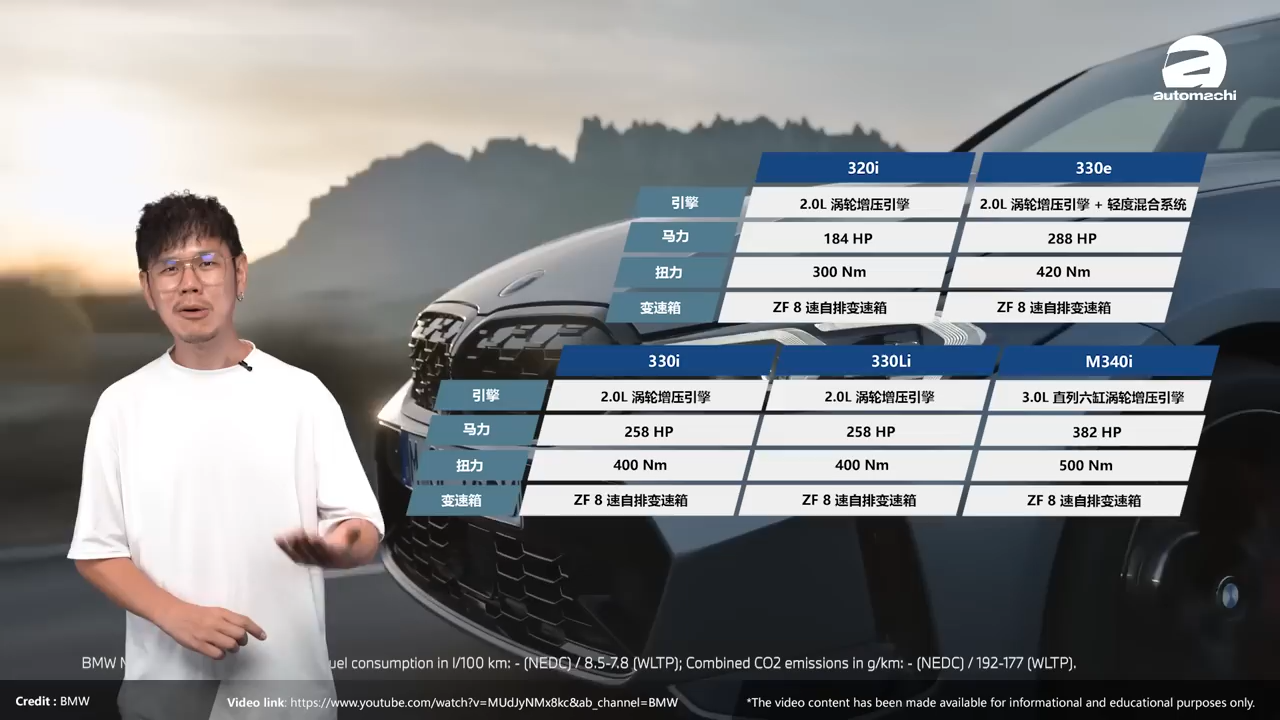 automachi
320i 330e
引擎 2.0L 涡轮增压引擎 2.0L 涡轮增压引擎 + 轻度混合系统
马力 184 HP 288 HP
扭力 300 Nm 420 Nm
变速箱 ZF 8 速自排变速箱 ZF 8 速自排变速箱
330i 330Li M340i
引擎 2.0L 涡轮增压引擎 2.0L 涡轮增压引擎 3.0L 直列六缸涡轮增压引擎
马力 258 HP 258 HP 382 HP
扭力 400 Nm 400 Nm 500 Nm
变速箱 ZF 8 速自排变速箱 ZF 8 速自排变速箱 ZF 8 速自排变速箱
BMW consumption in l/100 km: - (NEDC) / 8.5-7.8 (WLTP); Combined CO2 emissions in g/km: - (NEDC) / 192-177 (WLTP).
Credit : BMW
Video link: https://www.youtube.com/watch?v=MUdJyNMx8kc&ab_channel=BMW
*The video content has been made available for informational and educational purposes only.